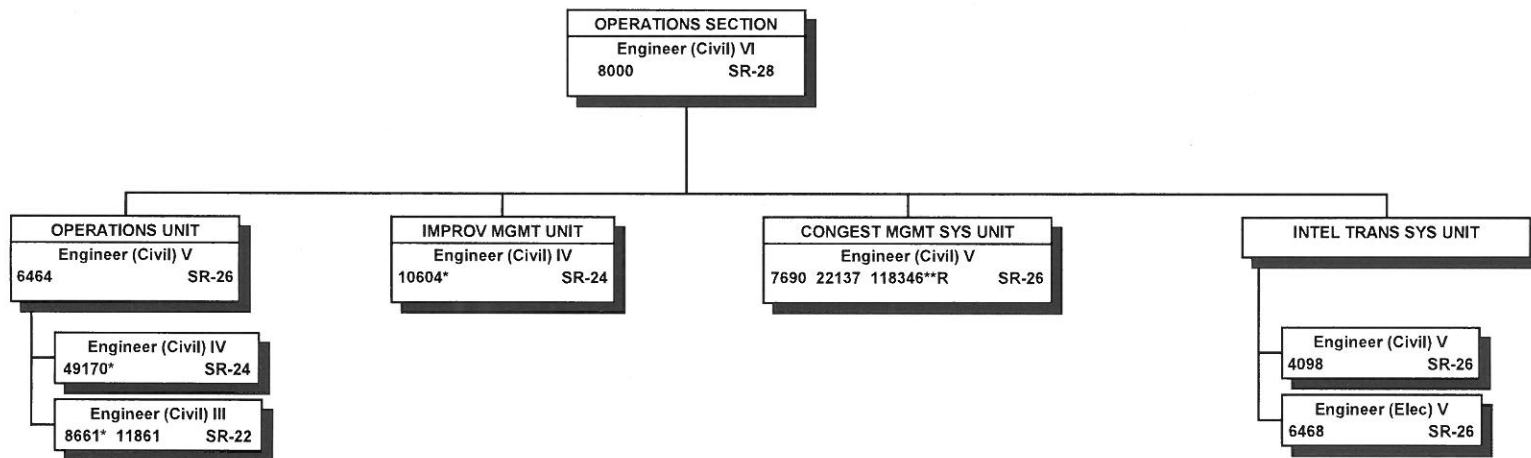 OPERATIONS SECTION
Engineer (Civil) VI
8000 SR-28
OPERATIONS UNIT
Engineer (Civil) V
6464 SR-26
Engineer (Civil) IV
49170* SR-24
Engineer (Civil) III
8661* 11861 SR-22
IMPROV MGMT UNIT
Engineer (Civil) IV
10604* SR-24
CONGEST MGMT SYS UNIT
Engineer (Civil) V
7690 22137 118346**R SR-26
INTEL TRANS SYS UNIT
Engineer (Civil) V
4098 SR-26
Engineer (Elec) V
6468 SR-26